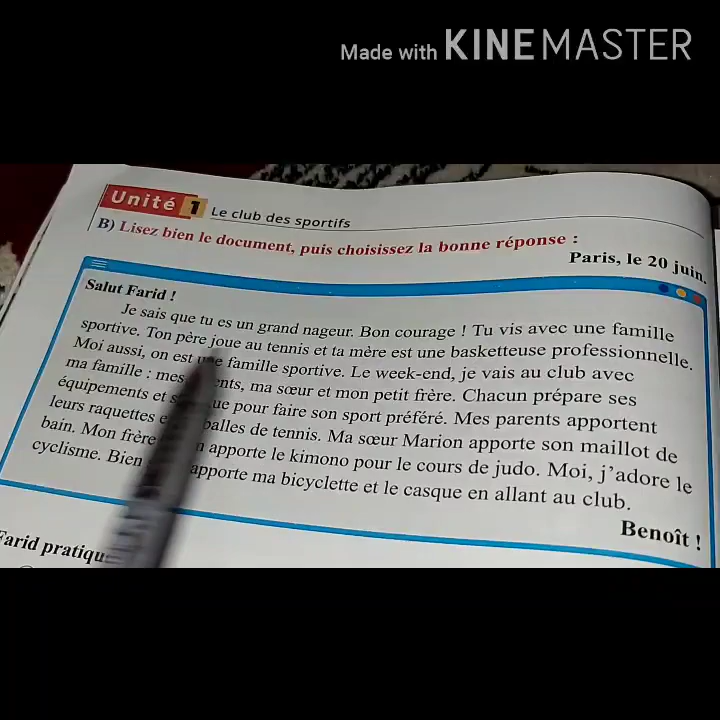 Made with KINEMASTER
Unité 1 Le club des sportifs
B) Lisez bien le document, puis choisissez la bonne réponse :
Paris, le 20 juin.
Salut Farid !
Je sais que tu es un grand nageur. Bon courage ! Tu vis avec une famille
sportive. Ton père joue au tennis et ta mère est une basketteuse professionnelle.
Moi aussi, on est une famille sportive. Le week-end, je vais au club avec
ma famille : mes ents, ma sœur et mon petit frère. Chacun prépare ses
équipements et pour faire son sport préféré. Mes parents apportent
leurs raquettes balles de tennis. Ma sœur Marion apporte son maillot de
bain. Mon frère apporte le kimono pour le cours de judo. Moi, j'adore le
cyclisme. Bien apporte ma bicyclette et le casque en allant au club.
Benoît !
Farid pratiqu